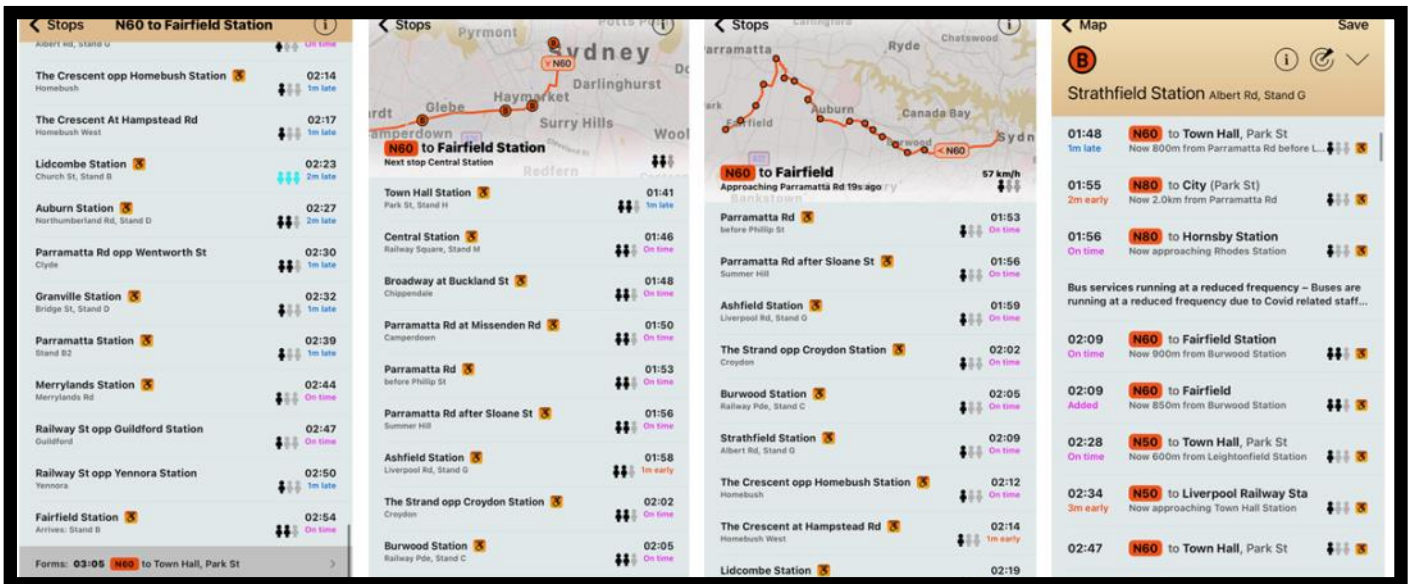 Stops N60 to Fairfield Station
Albert Rd, Stand G On time
The Crescent opp Homebush Station 02:14
Homebush 1m late
The Crescent At Hampstead Rd 02:17
Homebush West 1m late
Lidcombe Station 02:23
Church St, Stand B 2m late
Auburn Station 02:27
Northumberland Rd, Stand D 2m late
Parramatta Rd opp Wentworth St 02:30
Clyde 1m late
Granville Station 02:32
Bridge St, Stand D 1m late
Parramatta Station 02:39
Stand B2 1m late
Merrylands Station 02:44
Merrylands Rd On time
Railway St opp Guildford Station 02:47
Guildford On time
Railway St opp Yennora Station 02:50
Yennora 1m late
Fairfield Station 02:54
Arrives: Stand B On time
Forms: 03:05 N60 to Town Hall, Park St
Stops
Pyrmont
B
Sydney
N60
Darlinghurst
Haymarket
Glebe
B B B
Surry Hills
N60 to Fairfield Station
Next stop Central Station
Redfern
Town Hall Station 01:41
Park St, Stand H 1m late
Central Station 01:46
Railway Square, Stand M On time
Broadway at Buckland St 01:48
Chippendale On time
Parramatta Rd at Missenden Rd 01:50
Camperdown On time
Parramatta Rd 01:53
before Phillip St On time
Parramatta Rd after Sloane St 01:56
Summer Hill On time
Ashfield Station 01:58
Liverpool Rd, Stand G 1m early
The Strand opp Croydon Station 02:02
Croydon On time
Burwood Station 02:05
Railway Pde, Stand C On time
Stops
Chatswood
Ryde
arramatta
Auburn
Canada Bay
Fairfield
Sydn
N60
N60 to Fairfield 57 km/h
Approaching Parramatta Rd 19s ago
Bankstown
Parramatta Rd 01:53
before Phillip St On time
Parramatta Rd after Sloane St 01:56
Summer Hill On time
Ashfield Station 01:59
Liverpool Rd, Stand G On time
The Strand opp Croydon Station 02:02
Croydon On time
Burwood Station 02:05
Railway Pde, Stand C On time
Strathfield Station 02:09
Albert Rd, Stand G On time
The Crescent opp Homebush Station 02:12
Homebush On time
The Crescent at Hampstead Rd 02:14
Homebush West 1m early
Lidcombe Station 02:19
Map Save
B
Strathfield Station Albert Rd, Stand G
01:48 N60 to Town Hall, Park St
1m late Now 800m from Parramatta Rd before L...
01:55 N80 to City (Park St)
2m early Now 2.0km from Parramatta Rd
01:56 N80 to Hornsby Station
On time Now approaching Rhodes Station
Bus services running at a reduced frequency – Buses are
running at a reduced frequency due to Covid related staff...
02:09 N60 to Fairfield Station
On time Now 900m from Burwood Station
02:09 N60 to Fairfield
Added Now 850m from Burwood Station
02:28 N50 to Town Hall, Park St
On time Now 600m from Leightonfield Station
02:34 N50 to Liverpool Railway Sta
3m early Now approaching Town Hall Station
02:47 N60 to Town Hall, Park St